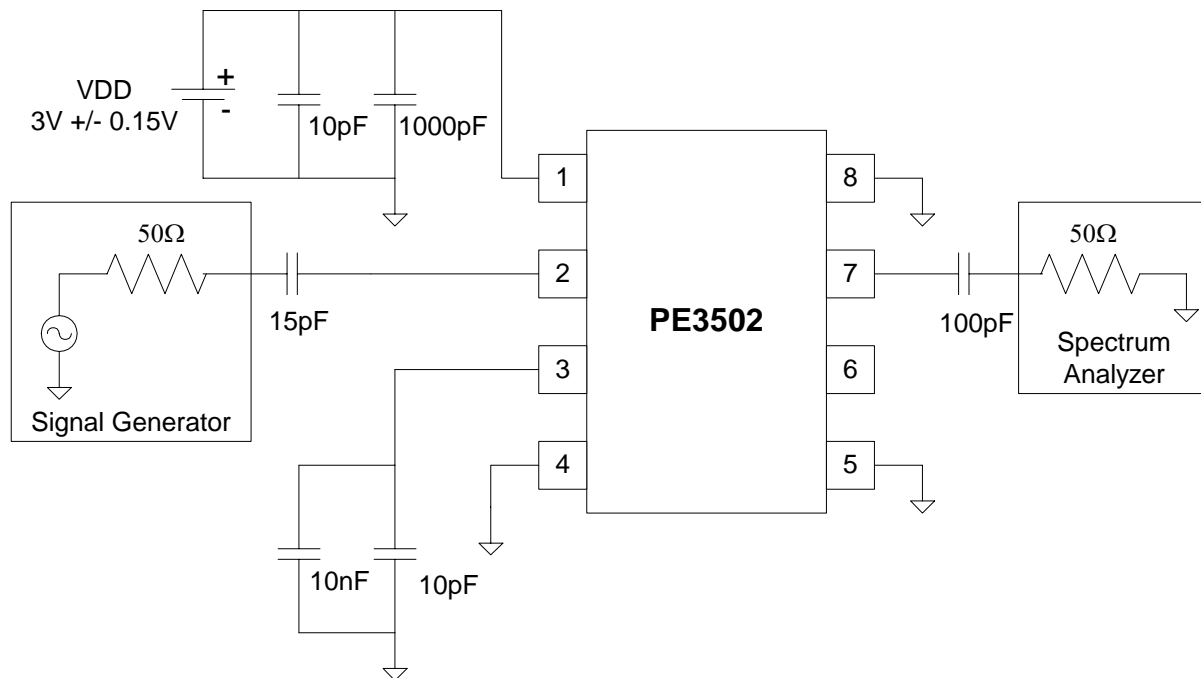 +
VDD
-
3V +/- 0.15V
10pF
1000pF
1
8
50Ω
50Ω
2
7
15pF
PE3502
100pF
3
6
Spectrum
Analyzer
Signal Generator
4
5
10nF
10pF